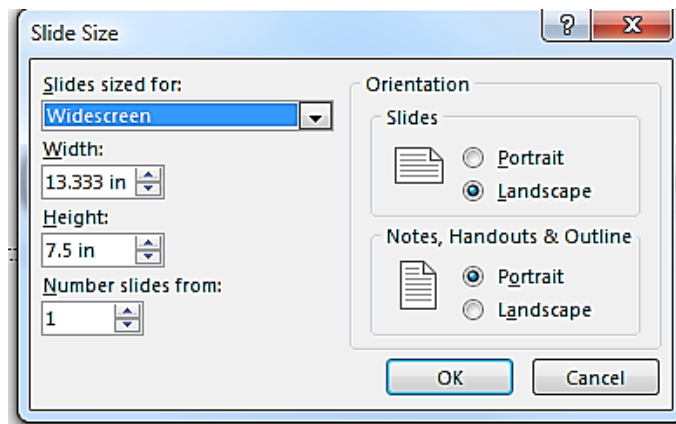 Slide Size
Slides sized for:
Widescreen
Width:
13.333 in
Height:
7.5 in
Number slides from:
1
Orientation
Slides
Portrait
Landscape
Notes, Handouts & Outline
Portrait
Landscape
OK
Cancel